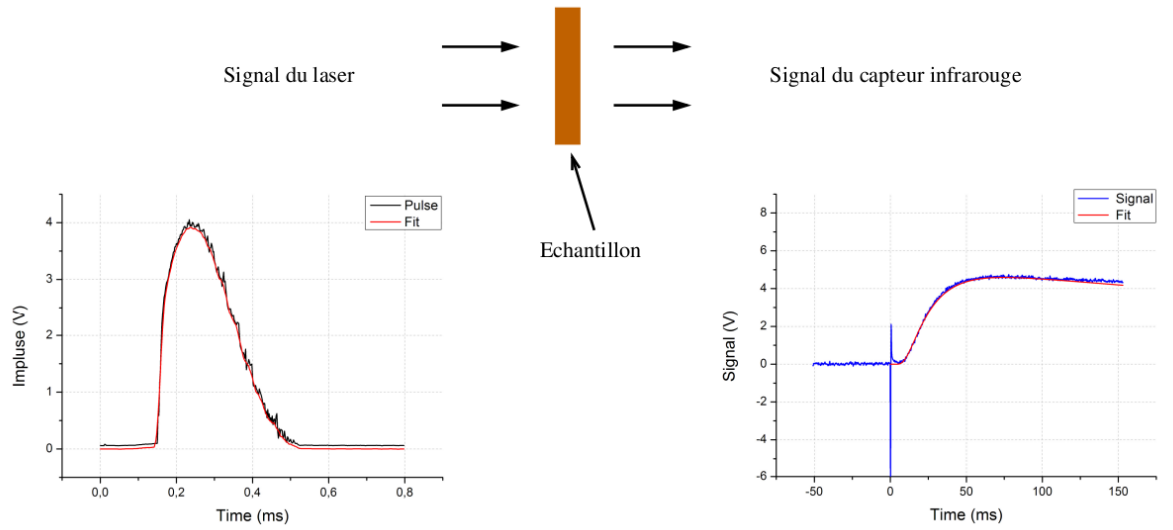 Signal du laser
Signal du capteur infrarouge
Echantillon
Pulse
Fit
4
3
2
1
0
Impluse (V)
0,0
0,2
0,4
0,6
0,8
Time (ms)
Signal
Fit
8
6
4
2
0
-2
-4
-6
Signal (V)
-50
0
50
100
150
Time (ms)